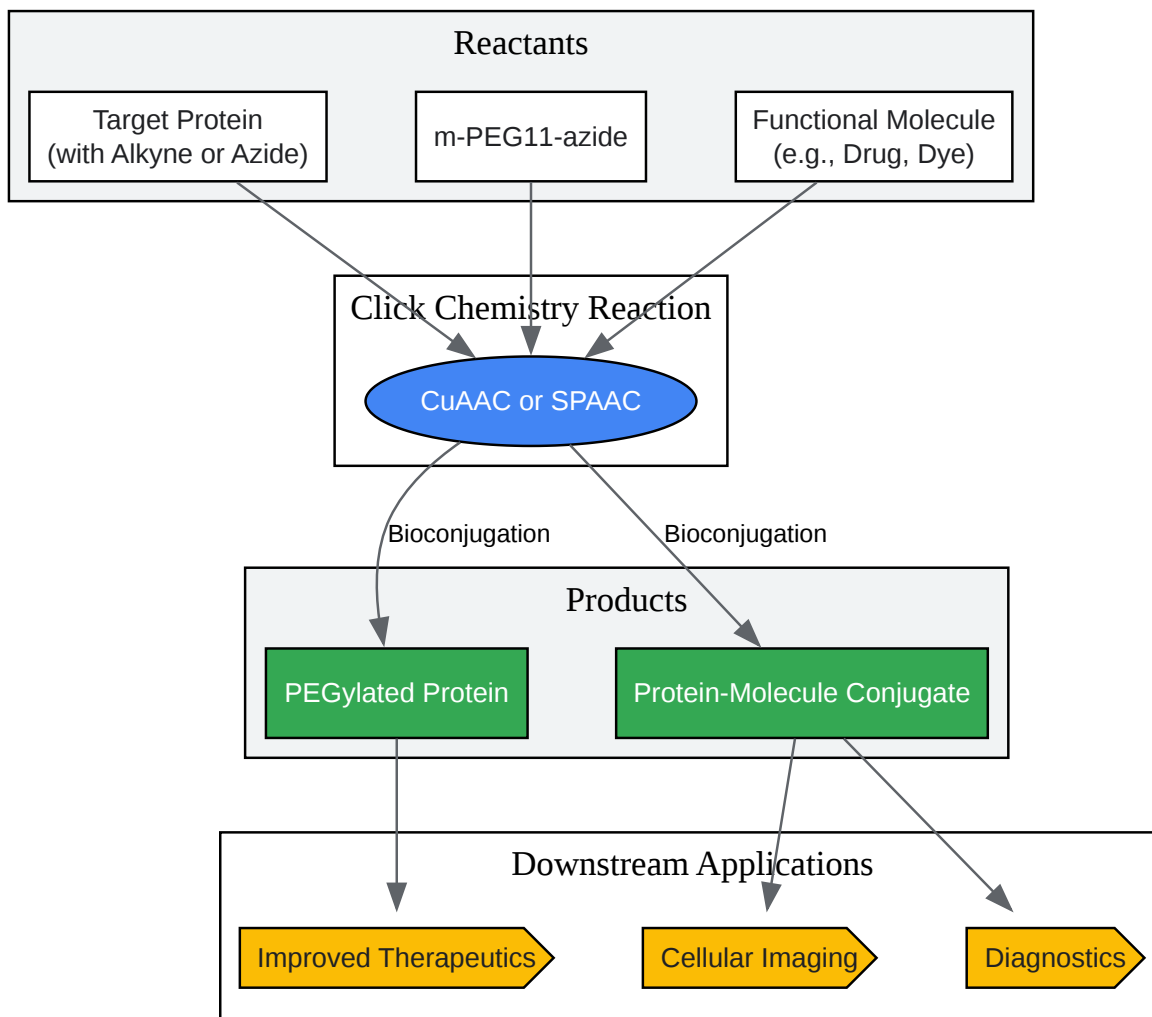 Reactants
Target Protein
(with Alkyne or Azide)
m-PEG11-azide
Functional Molecule
(e.g., Drug, Dye)
Click Chemistry Reaction
CuAAC or SPAAC
Bioconjugation
Bioconjugation
Products
PEGylated Protein
Protein-Molecule Conjugate
Downstream Applications
Improved Therapeutics
Cellular Imaging
Diagnostics